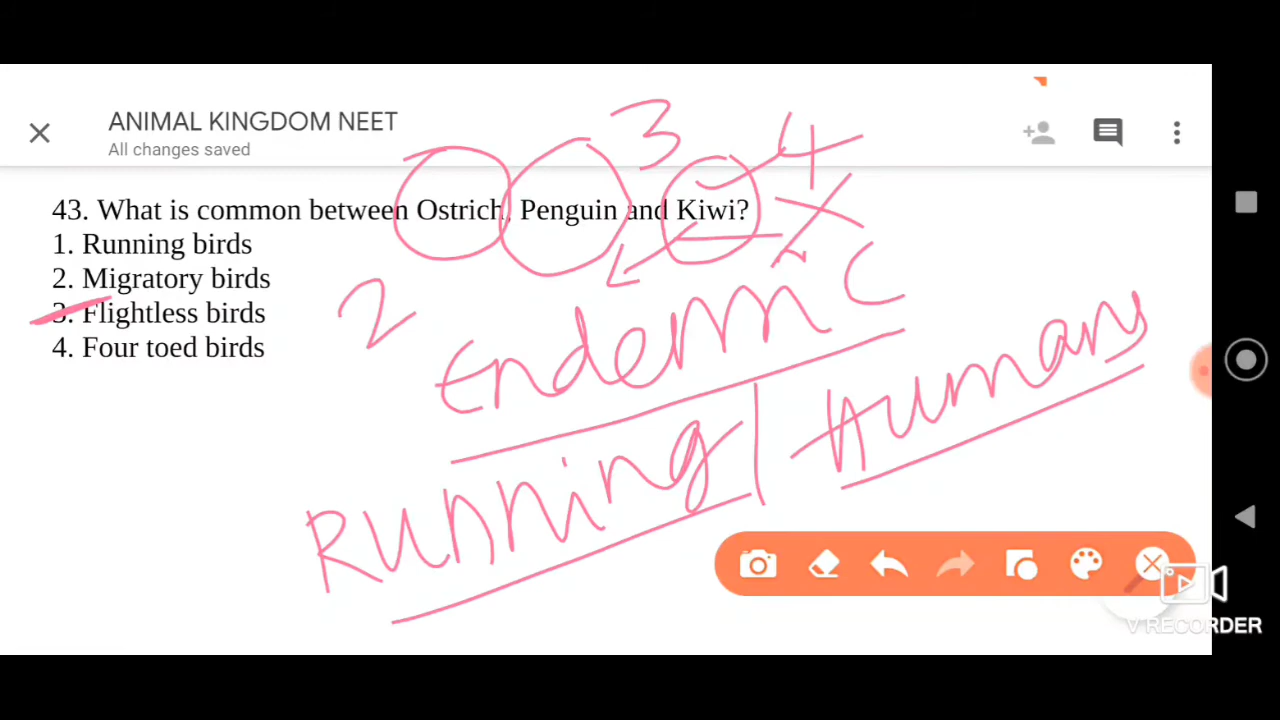 ANIMAL KINGDOM NEET
All changes saved
3
4
43. What is common between Ostrich, Penguin and Kiwi?
1. Running birds
2. Migratory birds
3. Flightless birds
4. Four toed birds
2
Endemic
Running | Humans
V RECORDER